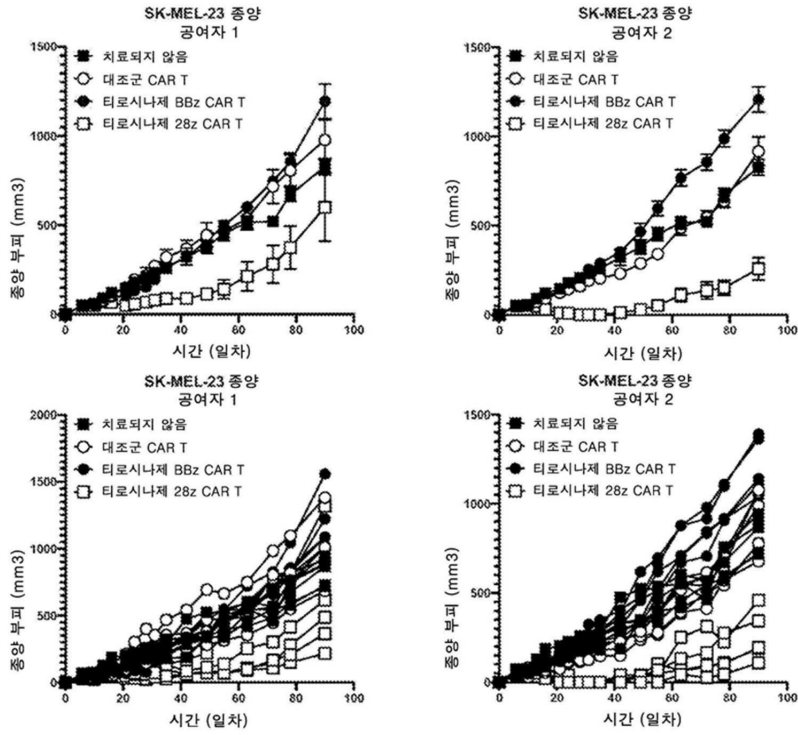 SK-MEL-23 종양
공여자 1
1500
1000
500
0
종양 부피 (mm3)
치료되지 않음
대조군 CAR T
티로시나제 BBz CAR T
티로시나제 28z CAR T
0 20 40 60 80 100
시간 (일차)
SK-MEL-23 종양
공여자 2
1500
1000
500
0
종양 부피 (mm3)
치료되지 않음
대조군 CAR T
티로시나제 BBz CAR T
티로시나제 28z CAR T
0 20 40 60 80 100
시간 (일차)
SK-MEL-23 종양
공여자 1
2000
1500
1000
500
0
종양 부피 (mm3)
치료되지 않음
대조군 CAR T
티로시나제 BBz CAR T
티로시나제 28z CAR T
0 20 40 60 80 100
시간 (일차)
SK-MEL-23 종양
공여자 2
1500
1000
500
0
종양 부피 (mm3)
치료되지 않음
대조군 CAR T
티로시나제 BBz CAR T
티로시나제 28z CAR T
0 20 40 60 80 100
시간 (일차)